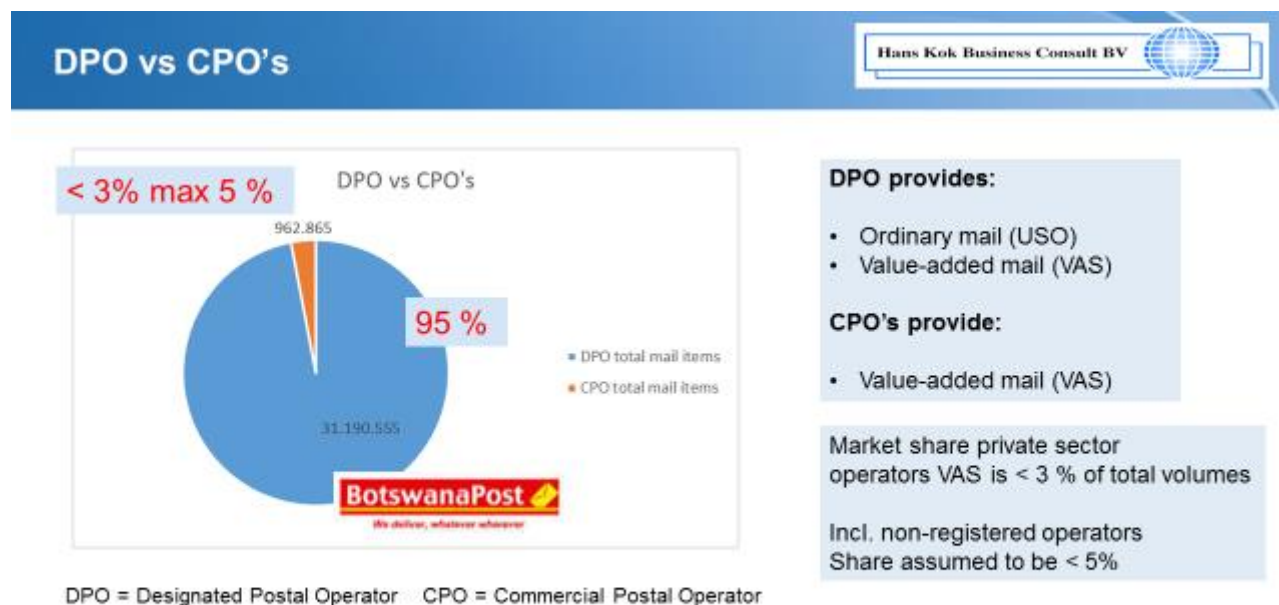 DPO vs CPO's
Hans Kok Business Consult BV
< 3% max 5 %
DPO vs CPO's
962.865
95 %
DPO total mail items
CPO total mail items
31.190.555
BotswanaPost
We deliver, whatever wherever
DPO provides:
• Ordinary mail (USO)
• Value-added mail (VAS)
CPO's provide:
• Value-added mail (VAS)
Market share private sector
operators VAS is < 3 % of total volumes
Incl. non-registered operators
Share assumed to be < 5%
DPO = Designated Postal Operator CPO = Commercial Postal Operator